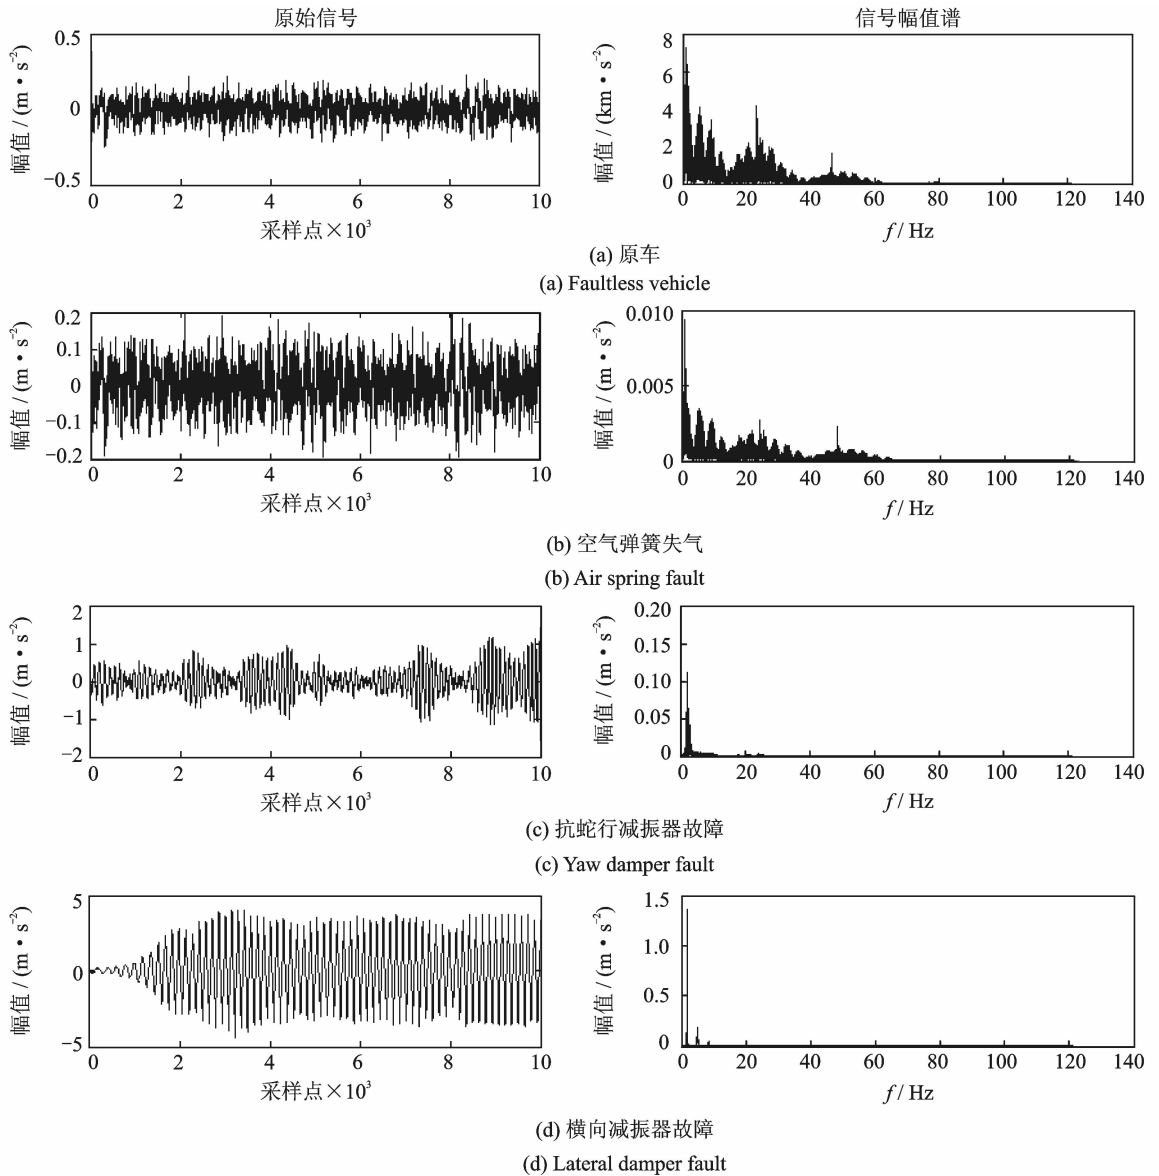 原始信号
信号幅值谱
幅值 / (m·s⁻²)
0.5
0
−0.5
0 2 4 6 8 10
采样点×10³
幅值 / (km·s⁻²)
8
6
4
2
0
0 20 40 60 80 100 120 140
f / Hz
(a) 原车
(a) Faultless vehicle
幅值 / (m·s⁻²)
0.2
0.1
0
−0.1
−0.2
0 2 4 6 8 10
采样点×10³
幅值 / (m·s⁻²)
0.010
0.005
0
0 20 40 60 80 100 120 140
f / Hz
(b) 空气弹簧失气
(b) Air spring fault
幅值 / (m·s⁻²)
2
1
0
−1
−2
0 2 4 6 8 10
采样点×10³
幅值 / (m·s⁻²)
0.20
0.15
0.10
0.05
0
0 20 40 60 80 100 120 140
f / Hz
(c) 抗蛇行减振器故障
(c) Yaw damper fault
幅值 / (m·s⁻²)
5
0
−5
0 2 4 6 8 10
采样点×10³
幅值 / (m·s⁻²)
1.5
1.0
0.5
0
0 20 40 60 80 100 120 140
f / Hz
(d) 横向减振器故障
(d) Lateral damper fault